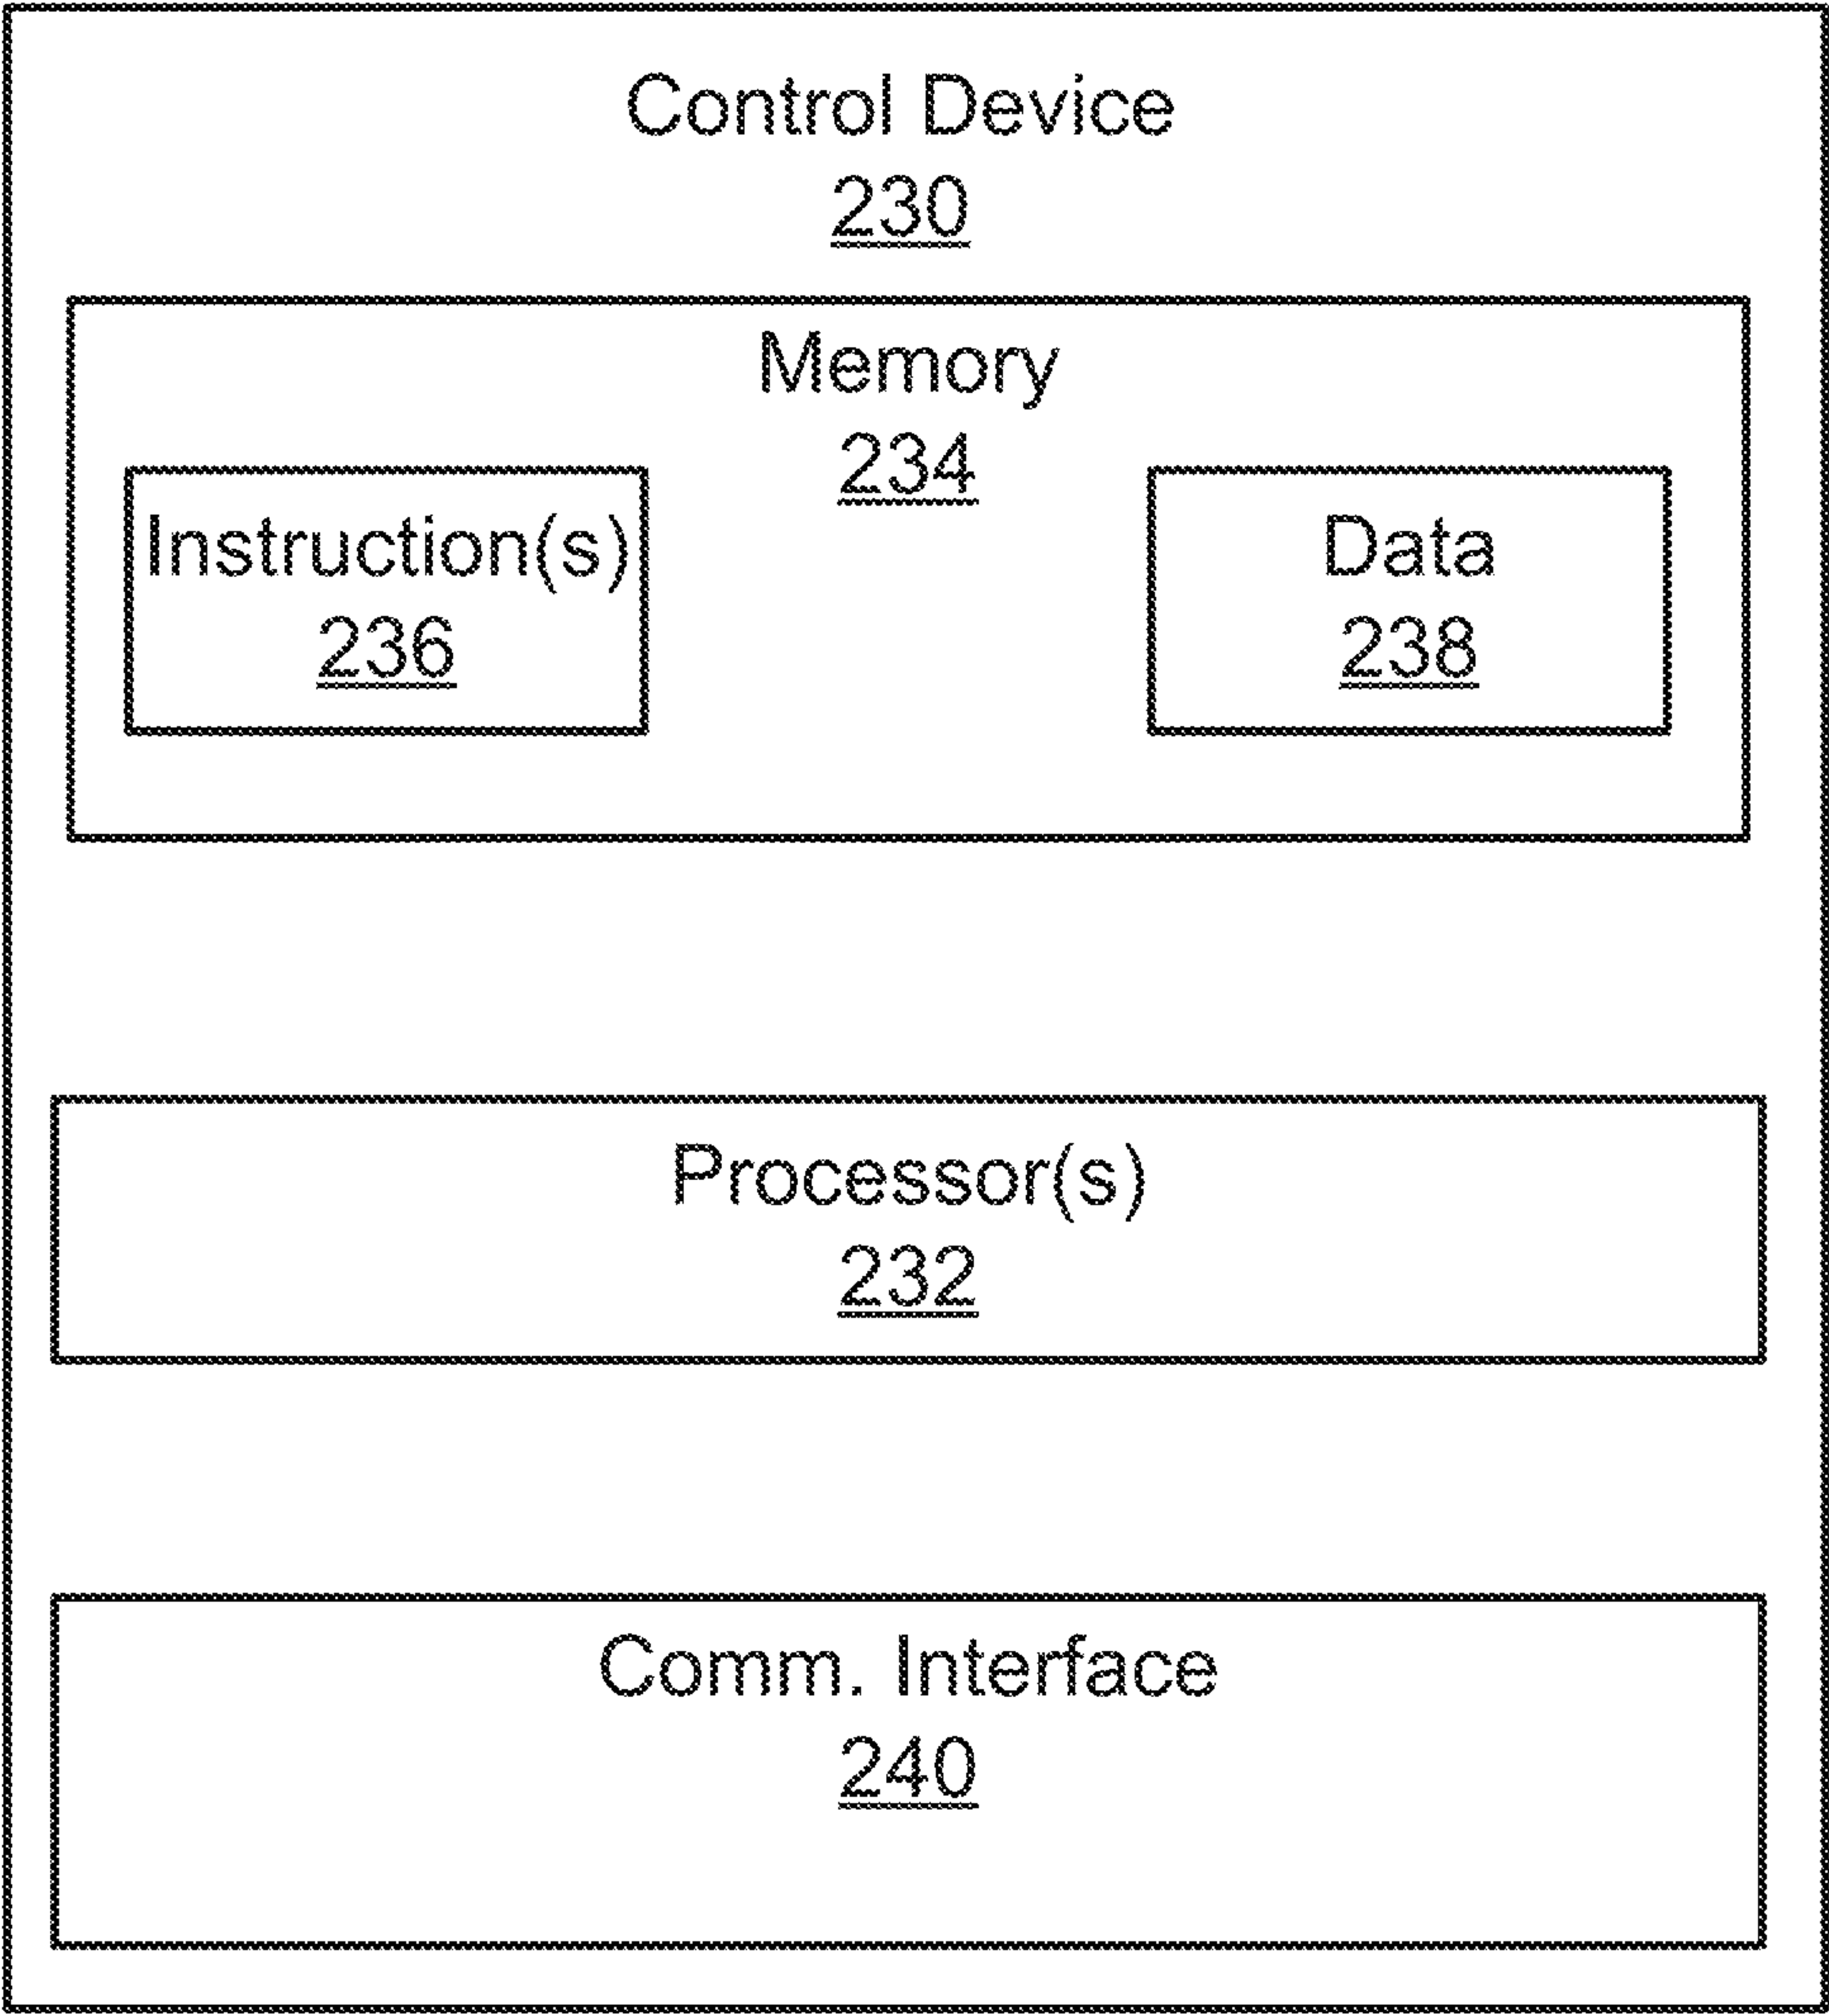 Control Device
230
Memory
234
Instruction(s)
236
Data
238
Processor(s)
232
Comm. Interface
240